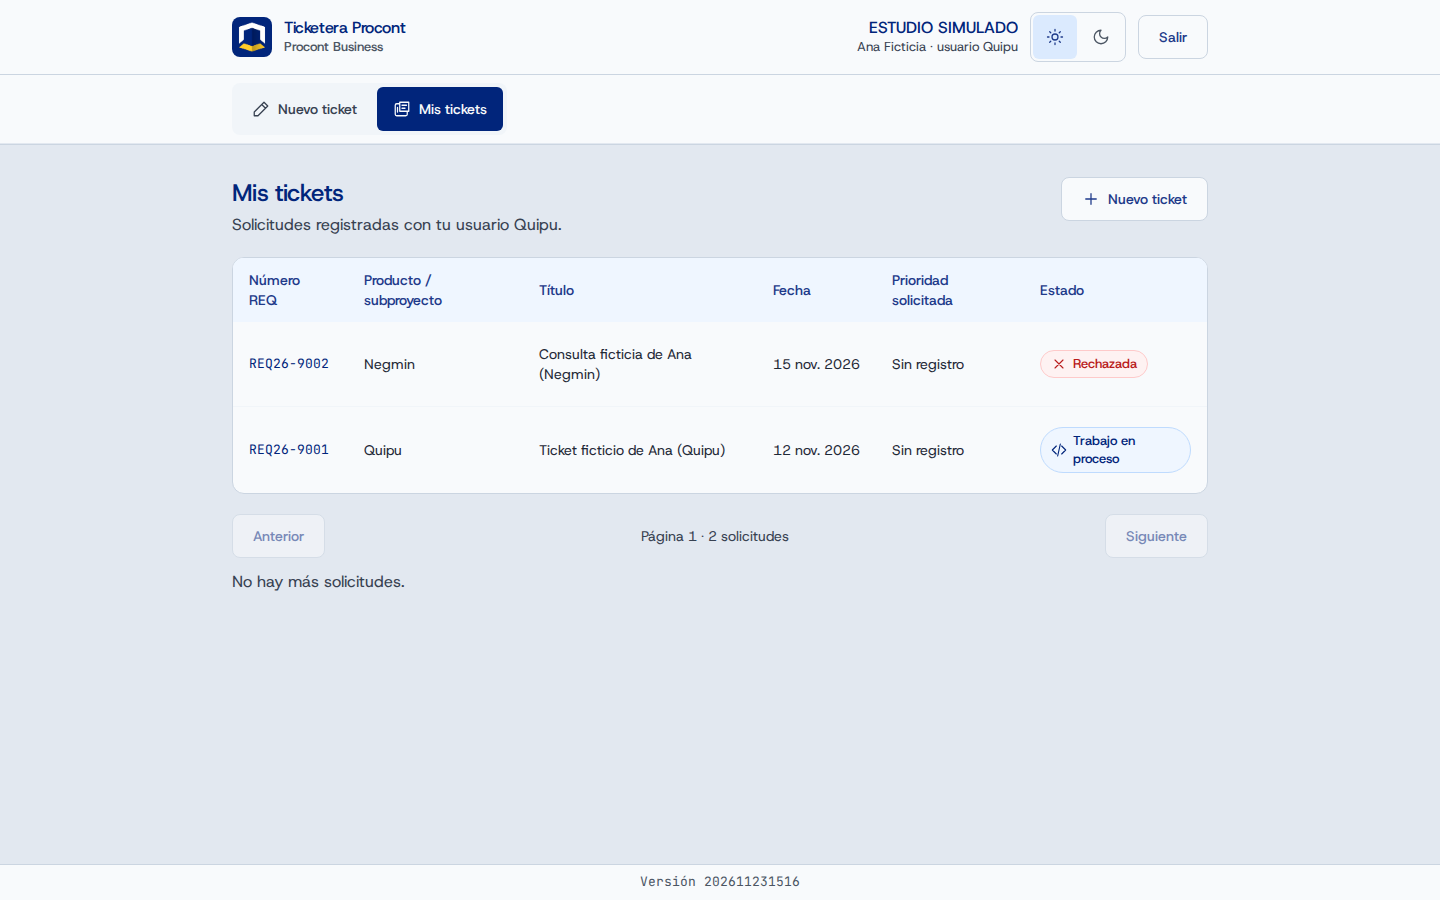 Ticketera Procont
Procont Business
ESTUDIO SIMULADO
Ana Ficticia · usuario Quipu
Salir
Nuevo ticket
Mis tickets
Mis tickets
Solicitudes registradas con tu usuario Quipu.
Nuevo ticket
Número
REQ
Producto /
subproyecto
Título
Fecha
Prioridad
solicitada
Estado
REQ26-9002
Negmin
Consulta ficticia de Ana
(Negmin)
15 nov. 2026
Sin registro
Rechazada
REQ26-9001
Quipu
Ticket ficticio de Ana (Quipu)
12 nov. 2026
Sin registro
Trabajo en
proceso
Anterior
Página 1 · 2 solicitudes
Siguiente
No hay más solicitudes.
Versión 202611231516